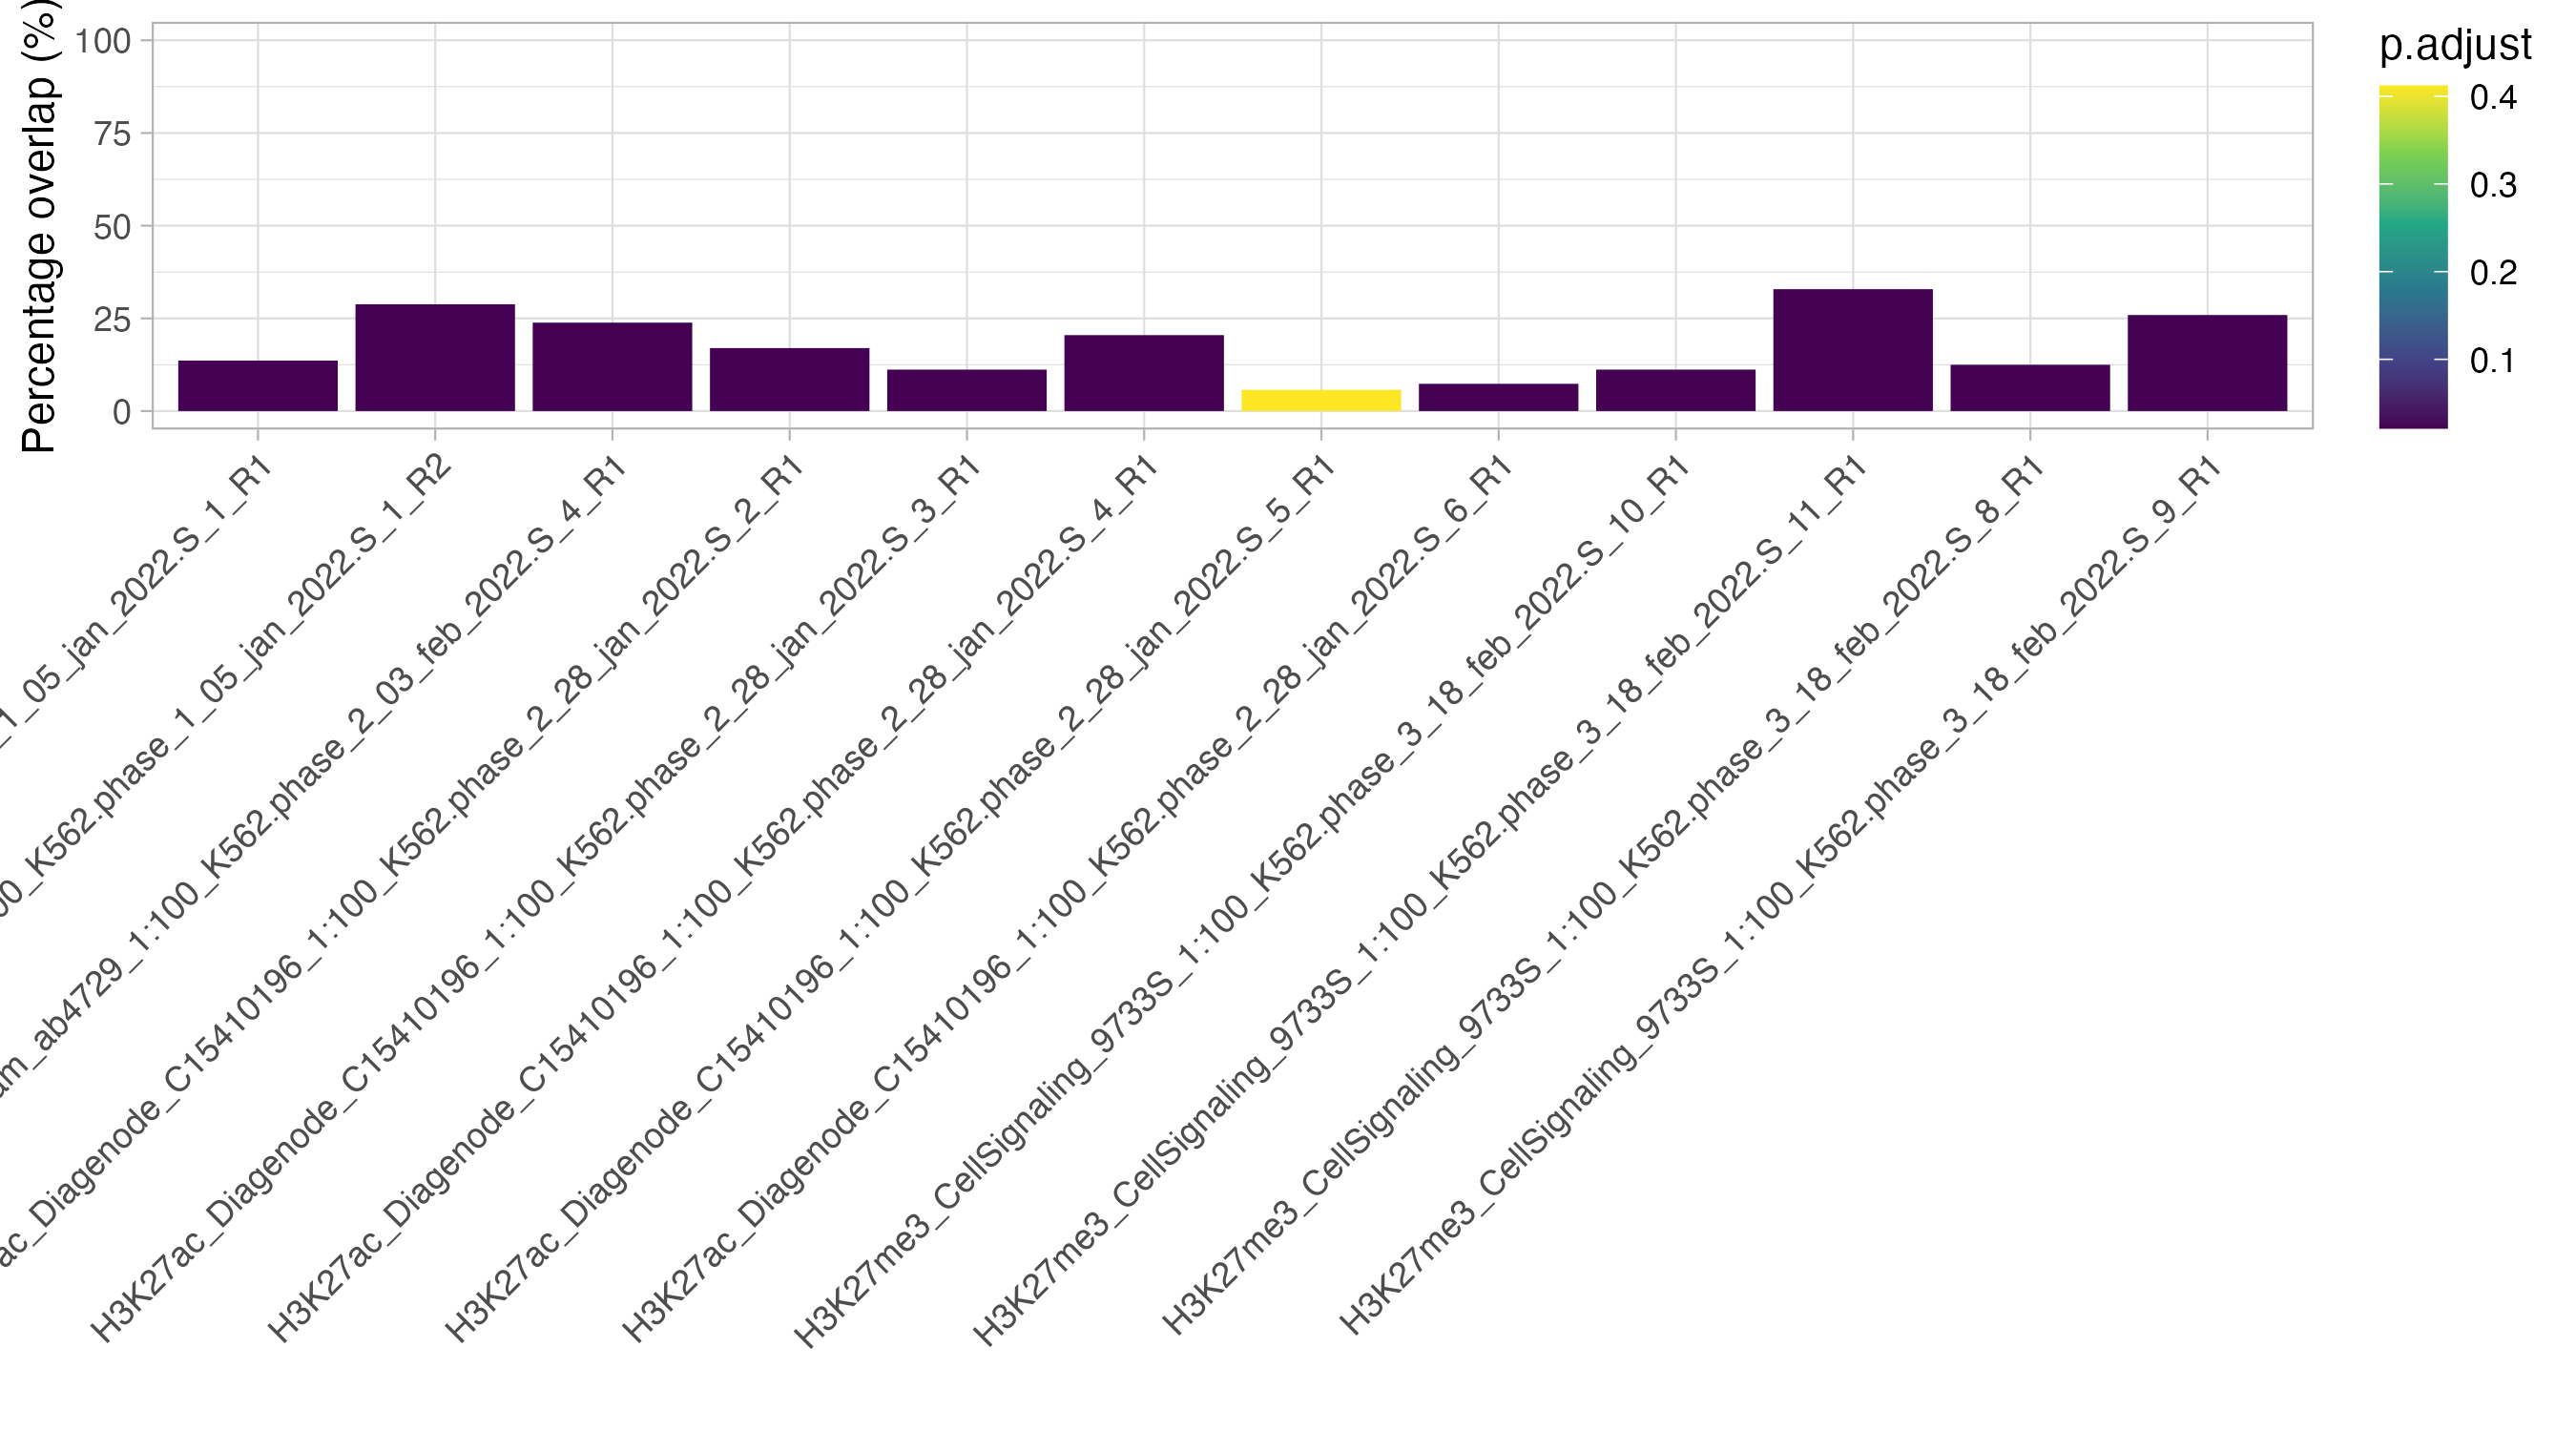 Percentage overlap (%)
100
75
50
25
0
1_05_jan_2022.S_1_R1
K562.phase_1_05_jan_2022.S_1_R2
ab4729_1:100_K562.phase_2_03_feb_2022.S_4_R1
ac_Diagenode_C15410196_1:100_K562.phase_2_28_jan_2022.S_2_R1
H3K27ac_Diagenode_C15410196_1:100_K562.phase_2_28_jan_2022.S_3_R1
H3K27ac_Diagenode_C15410196_1:100_K562.phase_2_28_jan_2022.S_4_R1
H3K27ac_Diagenode_C15410196_1:100_K562.phase_2_28_jan_2022.S_5_R1
H3K27ac_Diagenode_C15410196_1:100_K562.phase_2_28_jan_2022.S_6_R1
H3K27me3_CellSignaling_9733S_1:100_K562.phase_3_18_feb_2022.S_10_R1
H3K27me3_CellSignaling_9733S_1:100_K562.phase_3_18_feb_2022.S_11_R1
H3K27me3_CellSignaling_9733S_1:100_K562.phase_3_18_feb_2022.S_8_R1
H3K27me3_CellSignaling_9733S_1:100_K562.phase_3_18_feb_2022.S_9_R1
p.adjust
0.4
0.3
0.2
0.1